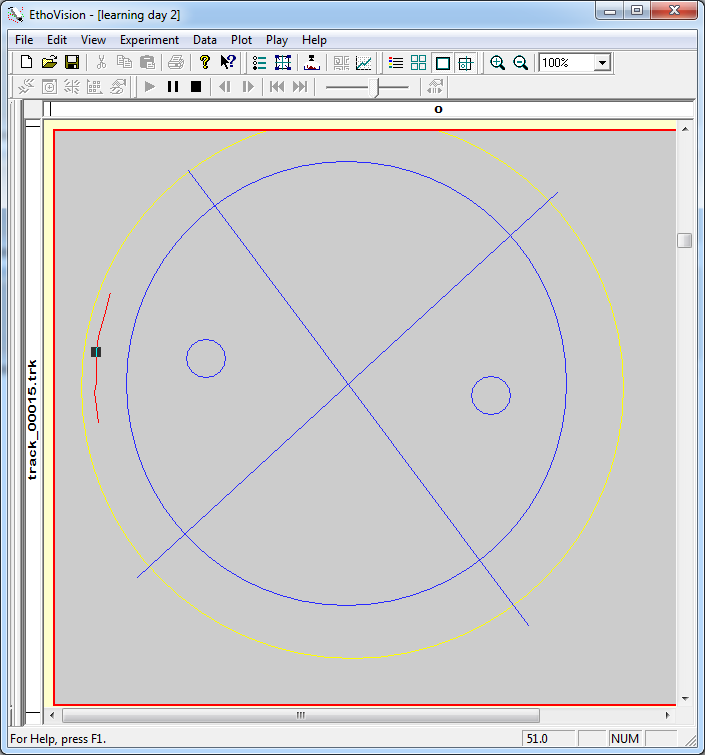 EthoVision - [learning day 2]
File Edit View Experiment Data Plot Play Help
100%
O
track_00015.trk
For Help, press F1.
51.0
NUM